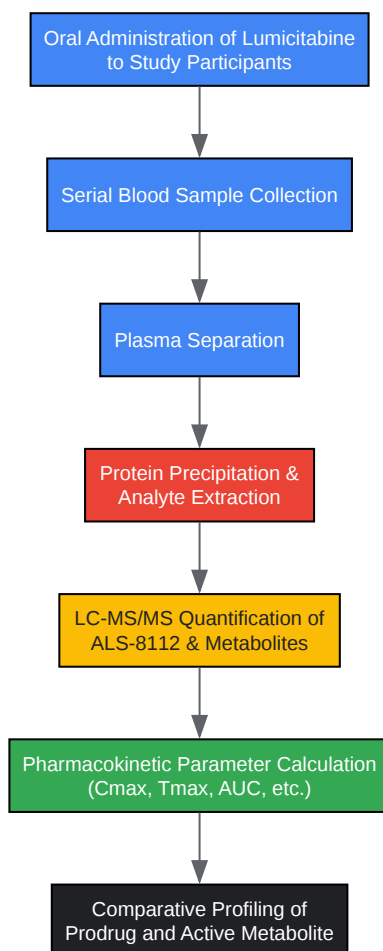 Oral Administration of Lumicitabine
to Study Participants
Serial Blood Sample Collection
Plasma Separation
Protein Precipitation &
Analyte Extraction
LC-MS/MS Quantification of
ALS-8112 & Metabolites
Pharmacokinetic Parameter Calculation
(Cmax, Tmax, AUC, etc.)
Comparative Profiling of
Prodrug and Active Metabolite